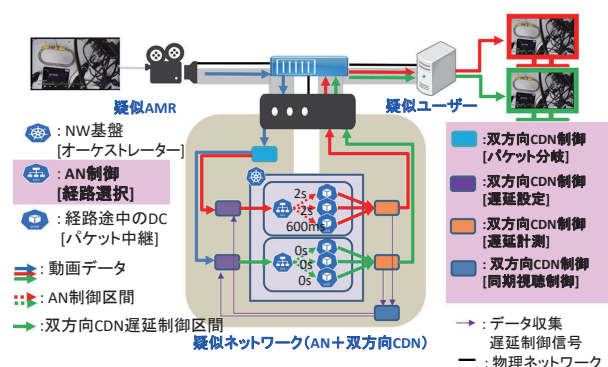 疑似AMR
疑似ユーザー
:NW基盤
[オーケストレーター]
:AN制御
[経路選択]
:経路途中のDC
[パケット中継]
:動画データ
:AN制御区間
:双方向CDN遅延制御区間
2s
2s
600ms
0s
0s
0s
疑似ネットワーク(AN+双方向CDN)
:双方向CDN制御
[パケット分岐]
:双方向CDN制御
[遅延設定]
:双方向CDN制御
[遅延計測]
:双方向CDN制御
[同期視聴制御]
:データ収集
遅延制御信号
:物理ネットワーク